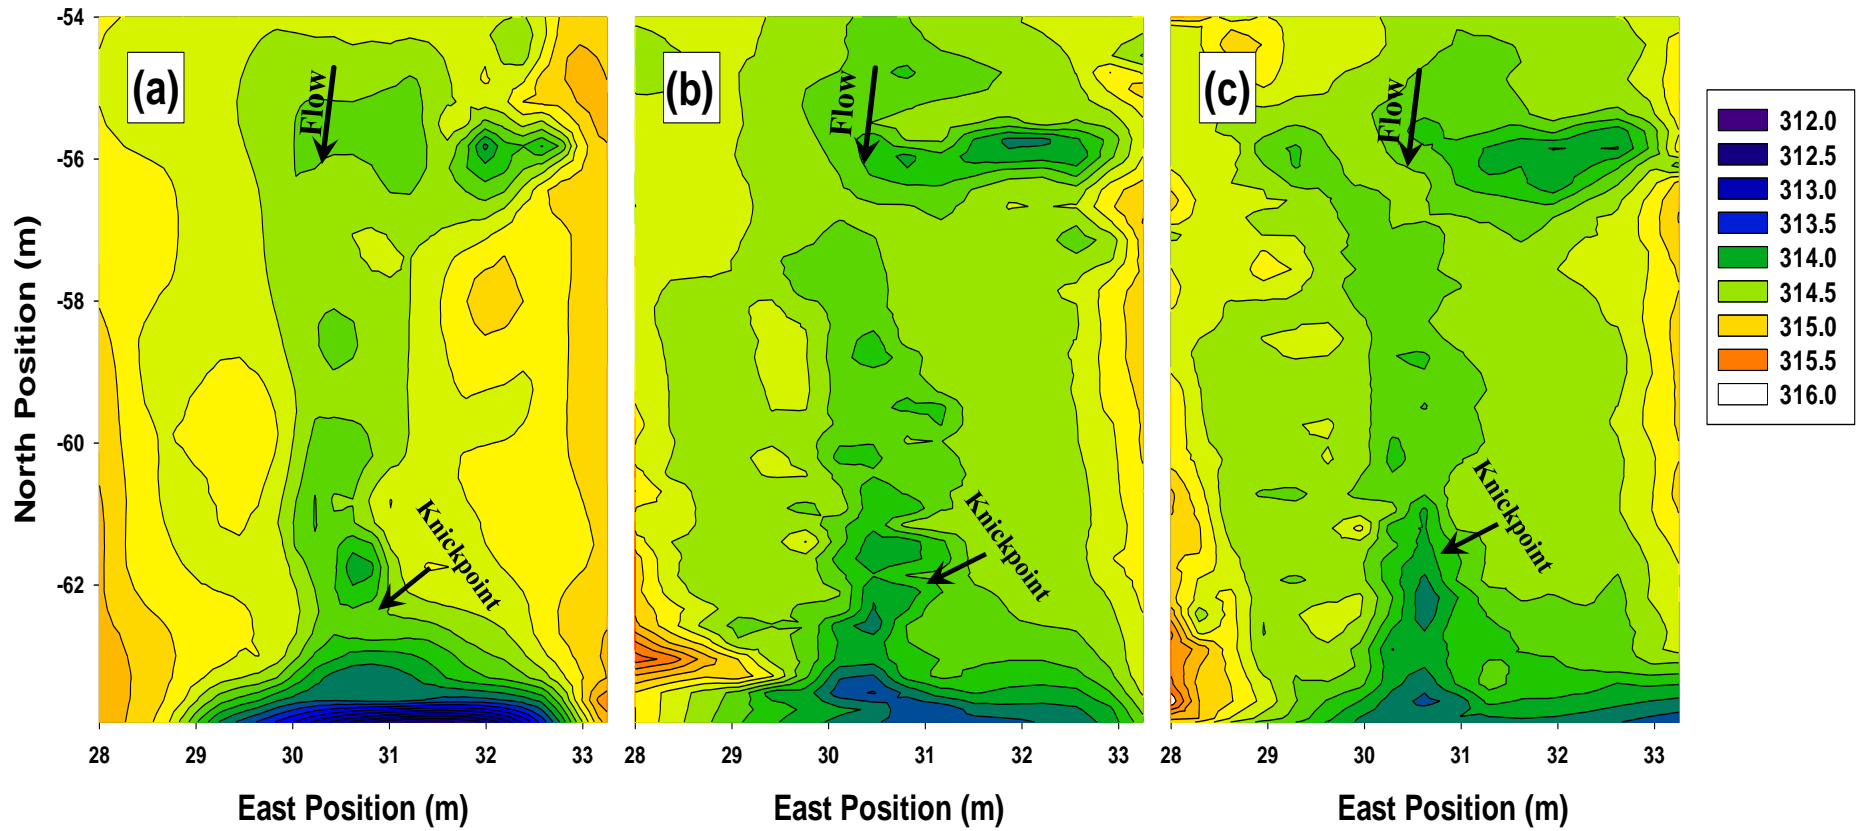 (a)
(b)
(c)
Flow
Flow
Flow
Knickpoint
Knickpoint
Knickpoint
North Position (m)
-54
-56
-58
-60
-62
28 29 30 31 32 33
28 29 30 31 32 33
28 29 30 31 32 33
East Position (m)
East Position (m)
East Position (m)
312.0
312.5
313.0
313.5
314.0
314.5
315.0
315.5
316.0